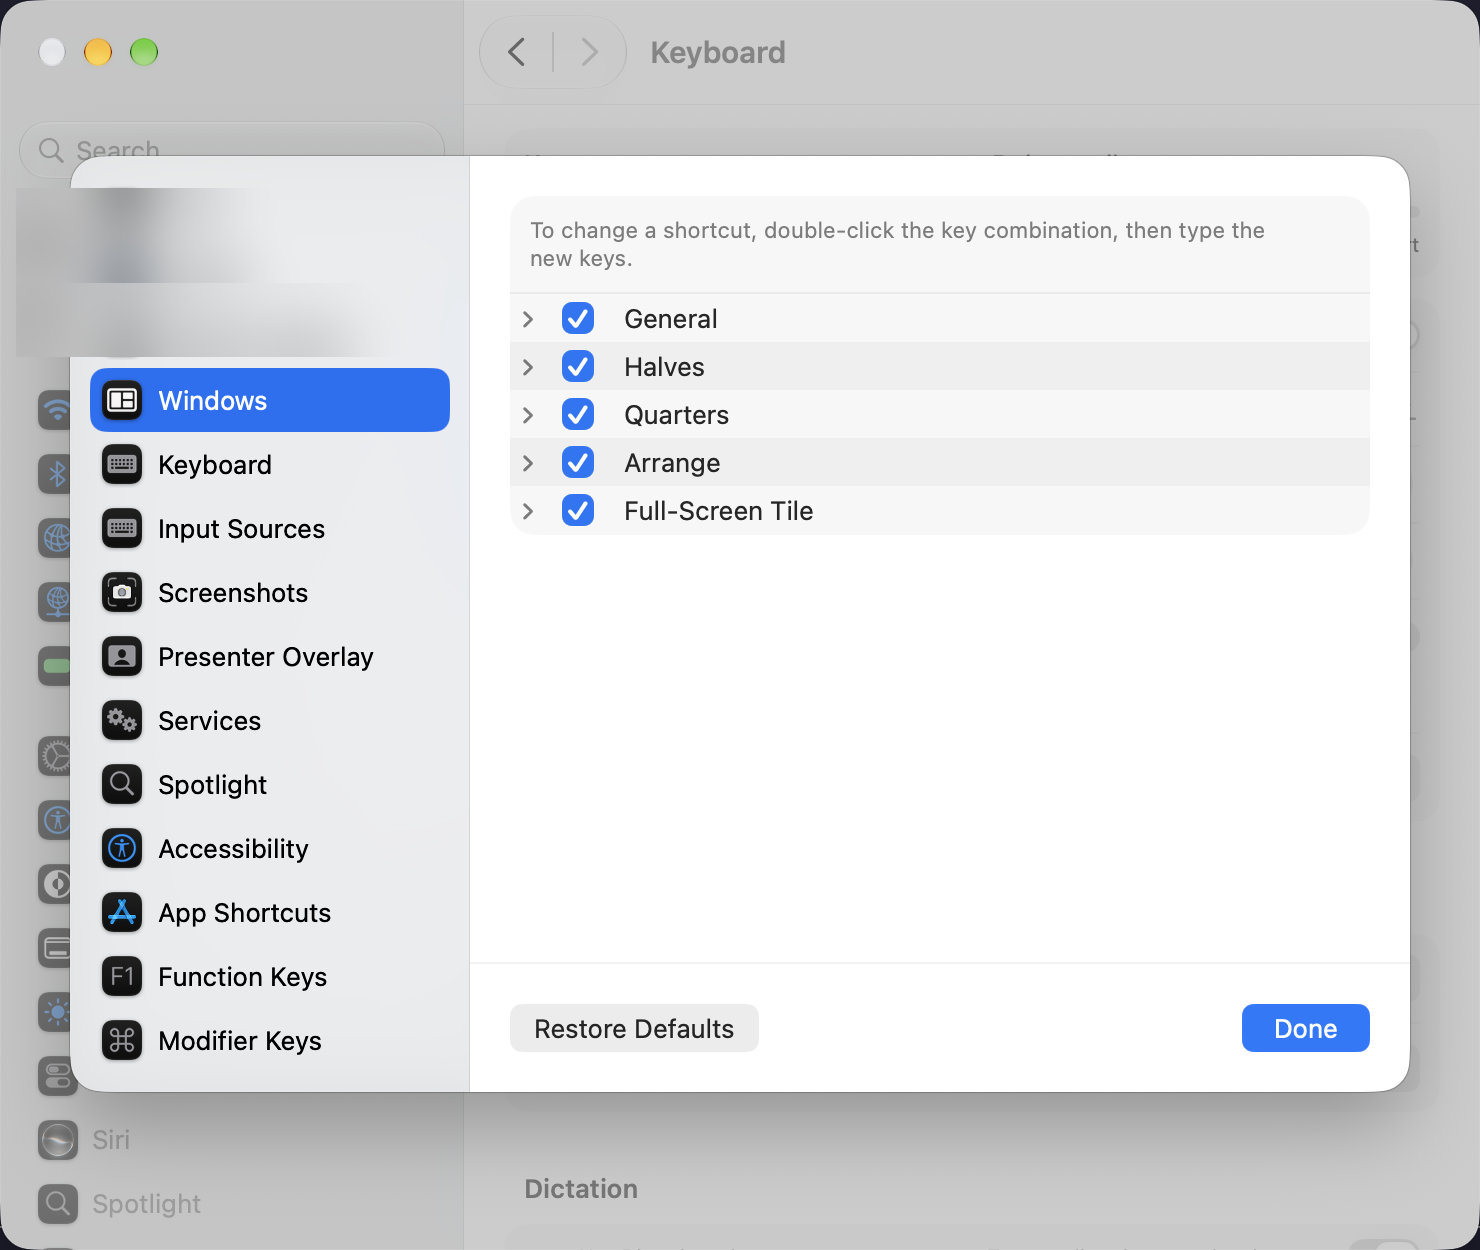 Keyboard
Search
To change a shortcut, double-click the key combination, then type the
new keys.
General
Halves
Quarters
Arrange
Full-Screen Tile
Windows
Keyboard
Input Sources
Screenshots
Presenter Overlay
Services
Spotlight
Accessibility
App Shortcuts
F1 Function Keys
Modifier Keys
Restore Defaults
Done
Siri
Spotlight
Dictation